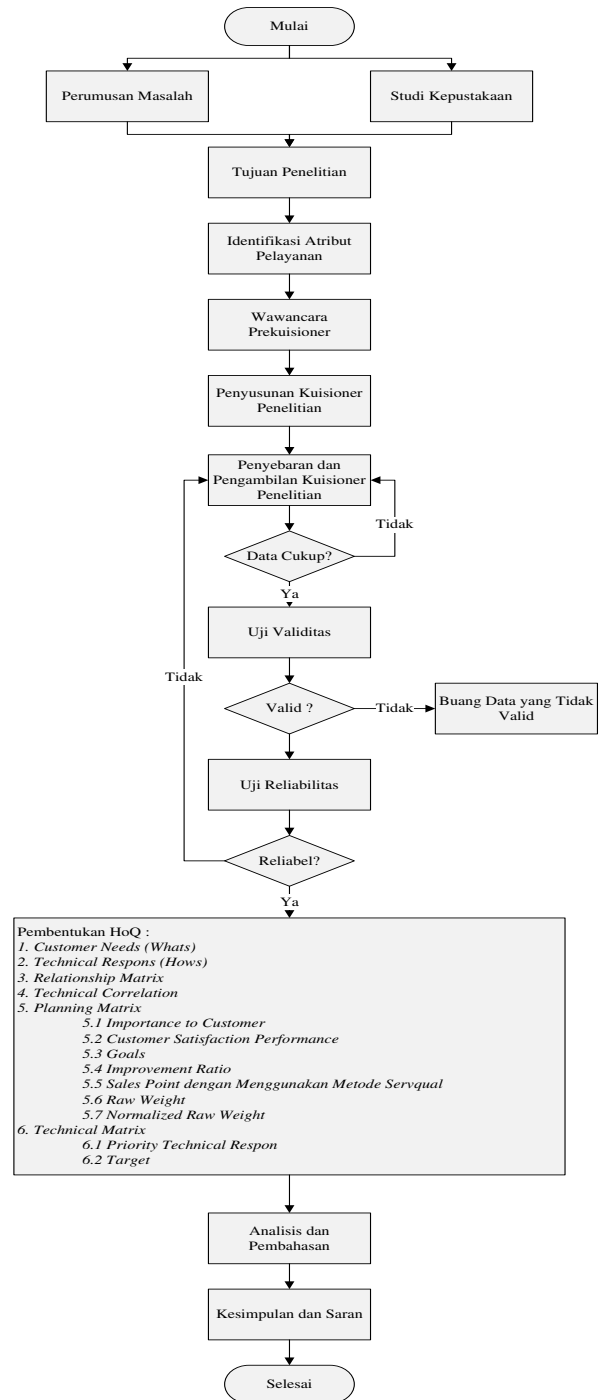 Mulai
Perumusan Masalah
Studi Kepustakaan
Tujuan Penelitian
Identifikasi Atribut
Pelayanan
Wawancara
Prekuisioner
Penyusunan Kuisioner
Penelitian
Penyebaran dan
Pengambilan Kuisioner
Penelitian
Tidak
Data Cukup?
Ya
Uji Validitas
Tidak
Valid ?
Tidak
Buang Data yang Tidak
Valid
Uji Reliabilitas
Reliabel?
Ya
Pembentukan HoQ :
1. Customer Needs (Whats)
2. Technical Respons (Hows)
3. Relationship Matrix
4. Technical Correlation
5. Planning Matrix
5.1 Importance to Customer
5.2 Customer Satisfaction Performance
5.3 Goals
5.4 Improvement Ratio
5.5 Sales Point dengan Menggunakan Metode Servqual
5.6 Raw Weight
5.7 Normalized Raw Weight
6. Technical Matrix
6.1 Priority Technical Respon
6.2 Target
Analisis dan
Pembahasan
Kesimpulan dan Saran
Selesai